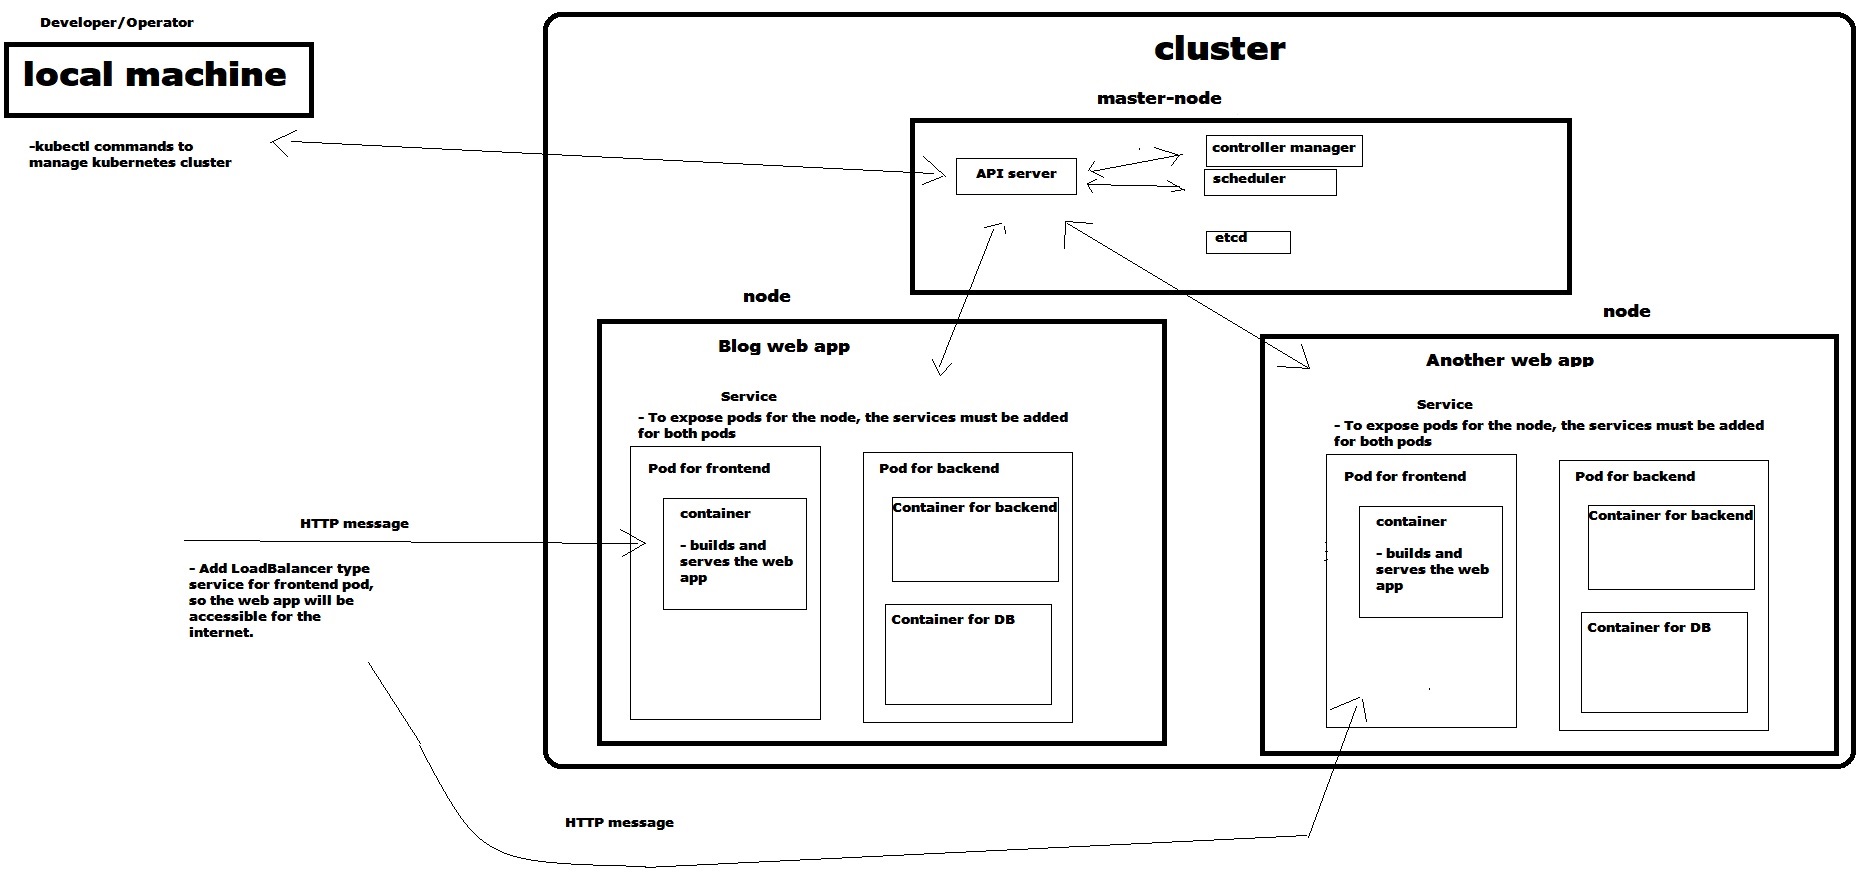 Developer/Operator
local machine
-kubectl commands to
manage kubernetes cluster
cluster
master-node
API server
controller manager
scheduler
etcd
node
Blog web app
Service
- To expose pods for the node, the services must be added
for both pods
Pod for frontend
container
- builds and
serves the web
app
Pod for backend
Container for backend
Container for DB
node
Another web app
Service
- To expose pods for the node, the services must be added
for both pods
Pod for frontend
container
- builds and
serves the web
app
Pod for backend
Container for backend
Container for DB
HTTP message
- Add LoadBalancer type
service for frontend pod,
so the web app will be
accessible for the
internet.
HTTP message